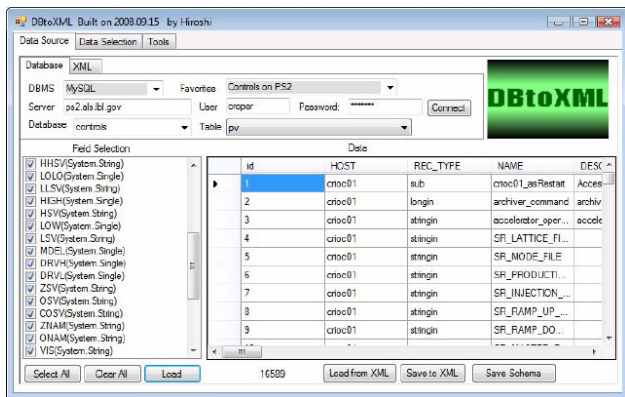 DBtoXML Built on 2008.09.15 by Hiroshi
Data Source Data Selection Tools
Database XML
DBMS MySQL Favorites Controls on PS2
Server ps2.als.lbl.gov User croper Password: *******
Connect
Database controls Table pv
DBtoXML
Field Selection
HHSV(System.String)
LOLO(System.Single)
LLSV(System.String)
HIGH(System.Single)
HSV(System.String)
LOW(System.Single)
LSV(System.String)
MDEL(System.Single)
DRVH(System.Single)
DRVL(System.Single)
ZSV(System.String)
OSV(System.String)
COSV(System.String)
ZNAM(System.String)
ONAM(System.String)
VIS(System.String)
Data
id HOST REC_TYPE NAME DESC
1 crioc01 sub crioc01_asRestart Acces
2 crioc01 longin archiver_command archiv
3 crioc01 stringin accelerator_oper... accele
4 crioc01 stringin SR_LATTICE_FI...
5 crioc01 stringin SR_MODE_FILE
6 crioc01 stringin SR_PRODUCTI...
7 crioc01 stringin SR_INJECTION_...
8 crioc01 stringin SR_RAMP_UP_...
9 crioc01 stringin SR_RAMP_DO...
Select All Clear All Load 16589 Load from XML Save to XML Save Schema